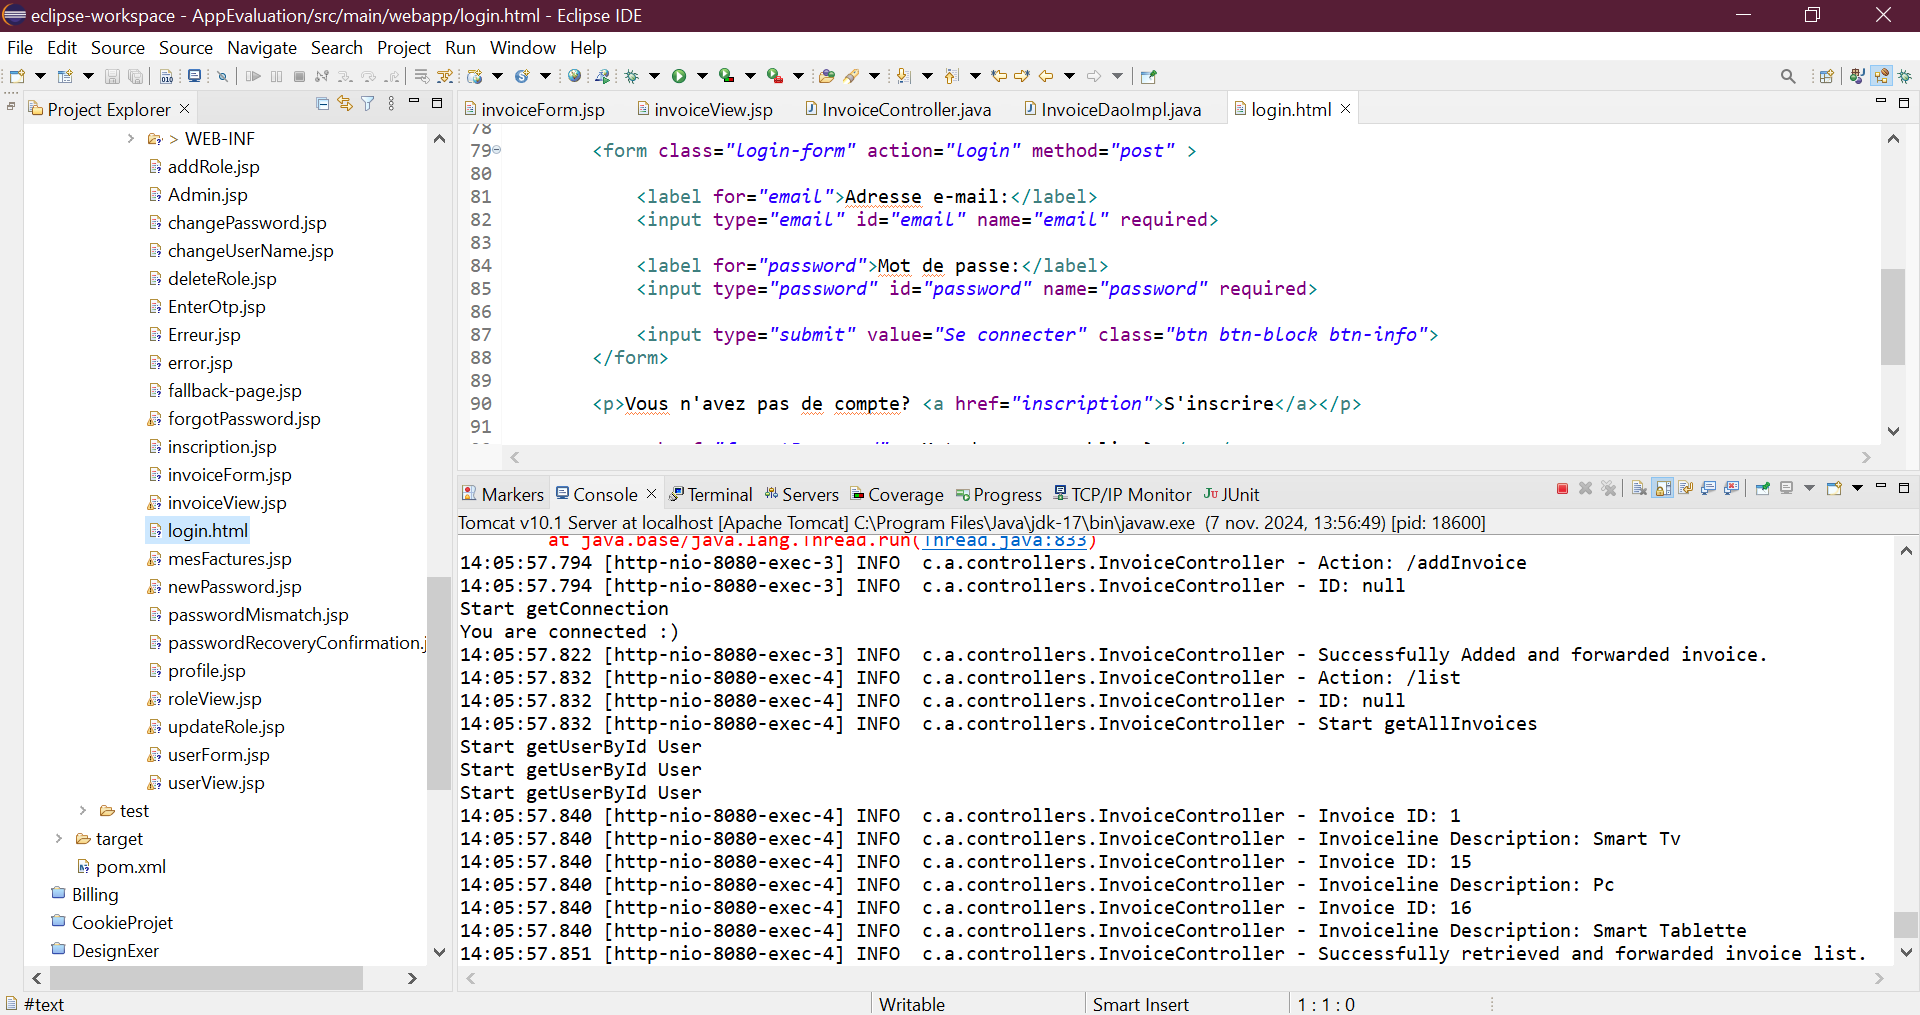 eclipse-workspace - AppEvaluation/src/main/webapp/login.html - Eclipse IDE
File Edit Source Source Navigate Search Project Run Window Help
Project Explorer
> WEB-INF
addRole.jsp
Admin.jsp
changePassword.jsp
changeUserName.jsp
deleteRole.jsp
EnterOtp.jsp
Erreur.jsp
error.jsp
fallback-page.jsp
forgotPassword.jsp
inscription.jsp
invoiceForm.jsp
invoiceView.jsp
login.html
mesFactures.jsp
newPassword.jsp
passwordMismatch.jsp
passwordRecoveryConfirmation.j
profile.jsp
roleView.jsp
updateRole.jsp
userForm.jsp
userView.jsp
test
target
pom.xml
Billing
CookieProjet
DesignExer
invoiceForm.jsp invoiceView.jsp InvoiceController.java InvoiceDaoImpl.java login.html
78
79 <form class="login-form" action="login" method="post" >
80
81 <label for="email">Adresse e-mail:</label>
82 <input type="email" id="email" name="email" required>
83
84 <label for="password">Mot de passe:</label>
85 <input type="password" id="password" name="password" required>
86
87 <input type="submit" value="Se connecter" class="btn btn-block btn-info">
88 </form>
89
90 <p>Vous n'avez pas de compte? <a href="inscription">S'inscrire</a></p>
91
Markers Console Terminal Servers Coverage Progress TCP/IP Monitor JUnit
Tomcat v10.1 Server at localhost [Apache Tomcat] C:\Program Files\Java\jdk-17\bin\javaw.exe (7 nov. 2024, 13:56:49) [pid: 18600]
at java.base/java.lang.Thread.run(Thread.java:833)
14:05:57.794 [http-nio-8080-exec-3] INFO c.a.controllers.InvoiceController - Action: /addInvoice
14:05:57.794 [http-nio-8080-exec-3] INFO c.a.controllers.InvoiceController - ID: null
Start getConnection
You are connected :)
14:05:57.822 [http-nio-8080-exec-3] INFO c.a.controllers.InvoiceController - Successfully Added and forwarded invoice.
14:05:57.832 [http-nio-8080-exec-4] INFO c.a.controllers.InvoiceController - Action: /list
14:05:57.832 [http-nio-8080-exec-4] INFO c.a.controllers.InvoiceController - ID: null
14:05:57.832 [http-nio-8080-exec-4] INFO c.a.controllers.InvoiceController - Start getAllInvoices
Start getUserById User
Start getUserById User
Start getUserById User
14:05:57.840 [http-nio-8080-exec-4] INFO c.a.controllers.InvoiceController - Invoice ID: 1
14:05:57.840 [http-nio-8080-exec-4] INFO c.a.controllers.InvoiceController - Invoiceline Description: Smart Tv
14:05:57.840 [http-nio-8080-exec-4] INFO c.a.controllers.InvoiceController - Invoice ID: 15
14:05:57.840 [http-nio-8080-exec-4] INFO c.a.controllers.InvoiceController - Invoiceline Description: Pc
14:05:57.840 [http-nio-8080-exec-4] INFO c.a.controllers.InvoiceController - Invoice ID: 16
14:05:57.840 [http-nio-8080-exec-4] INFO c.a.controllers.InvoiceController - Invoiceline Description: Smart Tablette
14:05:57.851 [http-nio-8080-exec-4] INFO c.a.controllers.InvoiceController - Successfully retrieved and forwarded invoice list.
#text Writable Smart Insert 1 : 1 : 0